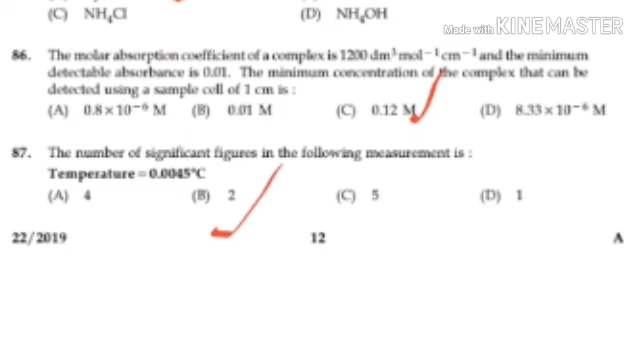 (C) NH₄Cl (D) NH₄OH
Made with KINEMASTER
86. The molar absorption coefficient of a complex is 1200 dm³ mol⁻¹ cm⁻¹ and the minimum
detectable absorbance is 0.01. The minimum concentration of the complex that can be
detected using a sample cell of 1 cm is :
(A) 0.8 × 10⁻⁶ M (B) 0.01 M (C) 0.12 M (D) 8.33 × 10⁻⁶ M
87. The number of significant figures in the following measurement is :
Temperature = 0.0045°C
(A) 4 (B) 2 (C) 5 (D) 1
22/2019 12 A